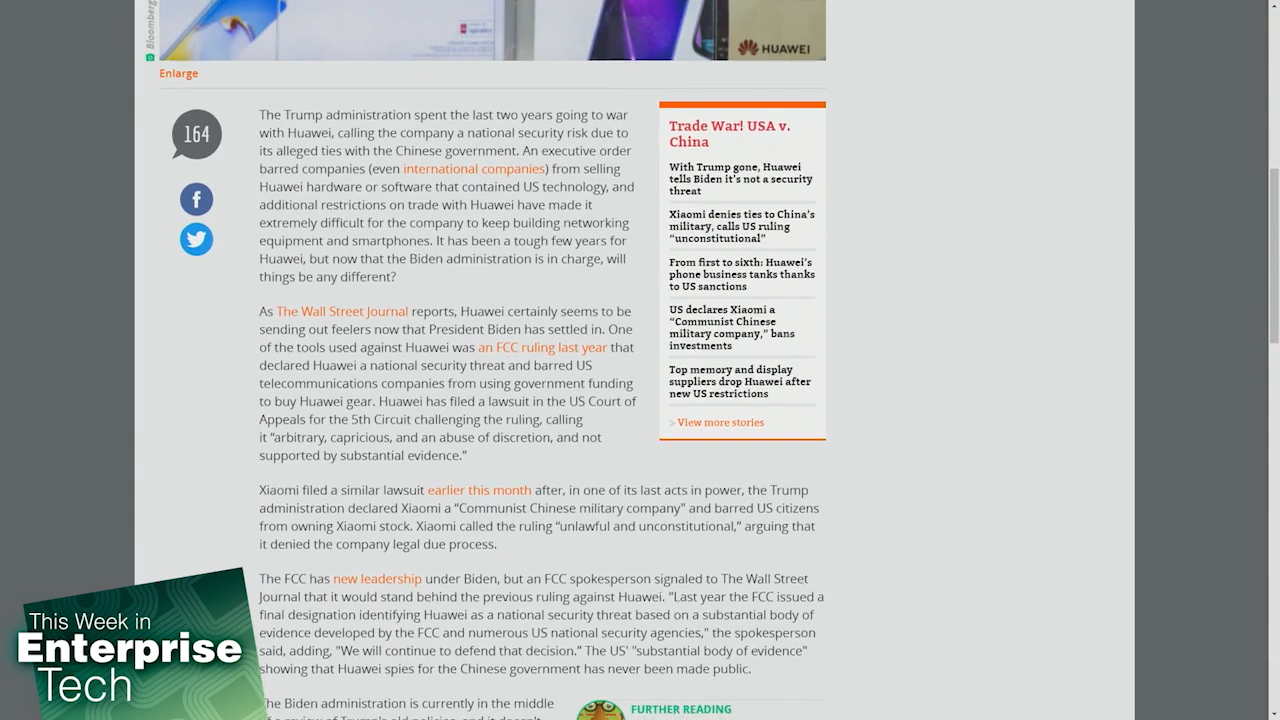 Bloomberg
HUAWEI
Enlarge
164
The Trump administration spent the last two years going to war
with Huawei, calling the company a national security risk due to
its alleged ties with the Chinese government. An executive order
barred companies (even international companies) from selling
Huawei hardware or software that contained US technology, and
additional restrictions on trade with Huawei have made it
extremely difficult for the company to keep building networking
equipment and smartphones. It has been a tough few years for
Huawei, but now that the Biden administration is in charge, will
things be any different?
Trade War! USA v.
China
With Trump gone, Huawei
tells Biden it’s not a security
threat
Xiaomi denies ties to China’s
military, calls US ruling
“unconstitutional”
From first to sixth: Huawei’s
phone business tanks thanks
to US sanctions
US declares Xiaomi a
“Communist Chinese
military company,” bans
investments
Top memory and display
suppliers drop Huawei after
new US restrictions
> View more stories
As The Wall Street Journal reports, Huawei certainly seems to be
sending out feelers now that President Biden has settled in. One
of the tools used against Huawei was an FCC ruling last year that
declared Huawei a national security threat and barred US
telecommunications companies from using government funding
to buy Huawei gear. Huawei has filed a lawsuit in the US Court of
Appeals for the 5th Circuit challenging the ruling, calling
it “arbitrary, capricious, and an abuse of discretion, and not
supported by substantial evidence.”
Xiaomi filed a similar lawsuit earlier this month after, in one of its last acts in power, the Trump
administration declared Xiaomi a “Communist Chinese military company" and barred US citizens
from owning Xiaomi stock. Xiaomi called the ruling “unlawful and unconstitutional,” arguing that
it denied the company legal due process.
The FCC has new leadership under Biden, but an FCC spokesperson signaled to The Wall Street
Journal that it would stand behind the previous ruling against Huawei. "Last year the FCC issued a
final designation identifying Huawei as a national security threat based on a substantial body of
evidence developed by the FCC and numerous US national security agencies," the spokesperson
said, adding, "We will continue to defend that decision.” The US' "substantial body of evidence"
showing that Huawei spies for the Chinese government has never been made public.
The Biden administration is currently in the middle
of a review of Trump's old policies, and it doesn't
FURTHER READING
This Week in
Enterprise
Tech